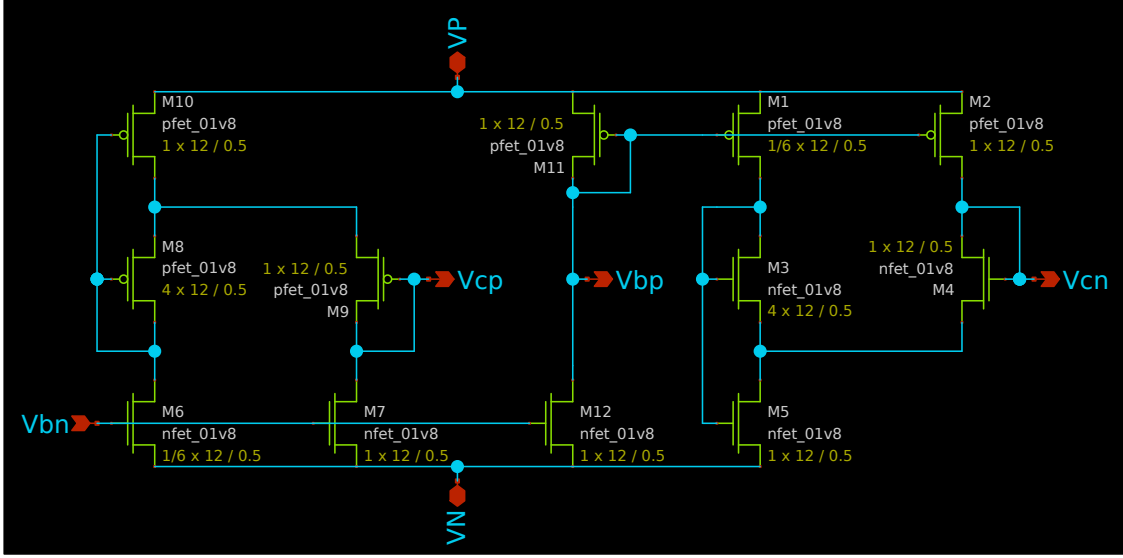 VP
M10
pfet_01v8
1 x 12 / 0.5
1 x 12 / 0.5
pfet_01v8
M11
M1
pfet_01v8
1/6 x 12 / 0.5
M2
pfet_01v8
1 x 12 / 0.5
M8
pfet_01v8
4 x 12 / 0.5
1 x 12 / 0.5
pfet_01v8
M9
Vcp
Vbp
M3
nfet_01v8
4 x 12 / 0.5
1 x 12 / 0.5
nfet_01v8
M4
Vcn
Vbn
M6
nfet_01v8
1/6 x 12 / 0.5
M7
nfet_01v8
1 x 12 / 0.5
M12
nfet_01v8
1 x 12 / 0.5
M5
nfet_01v8
1 x 12 / 0.5
VN